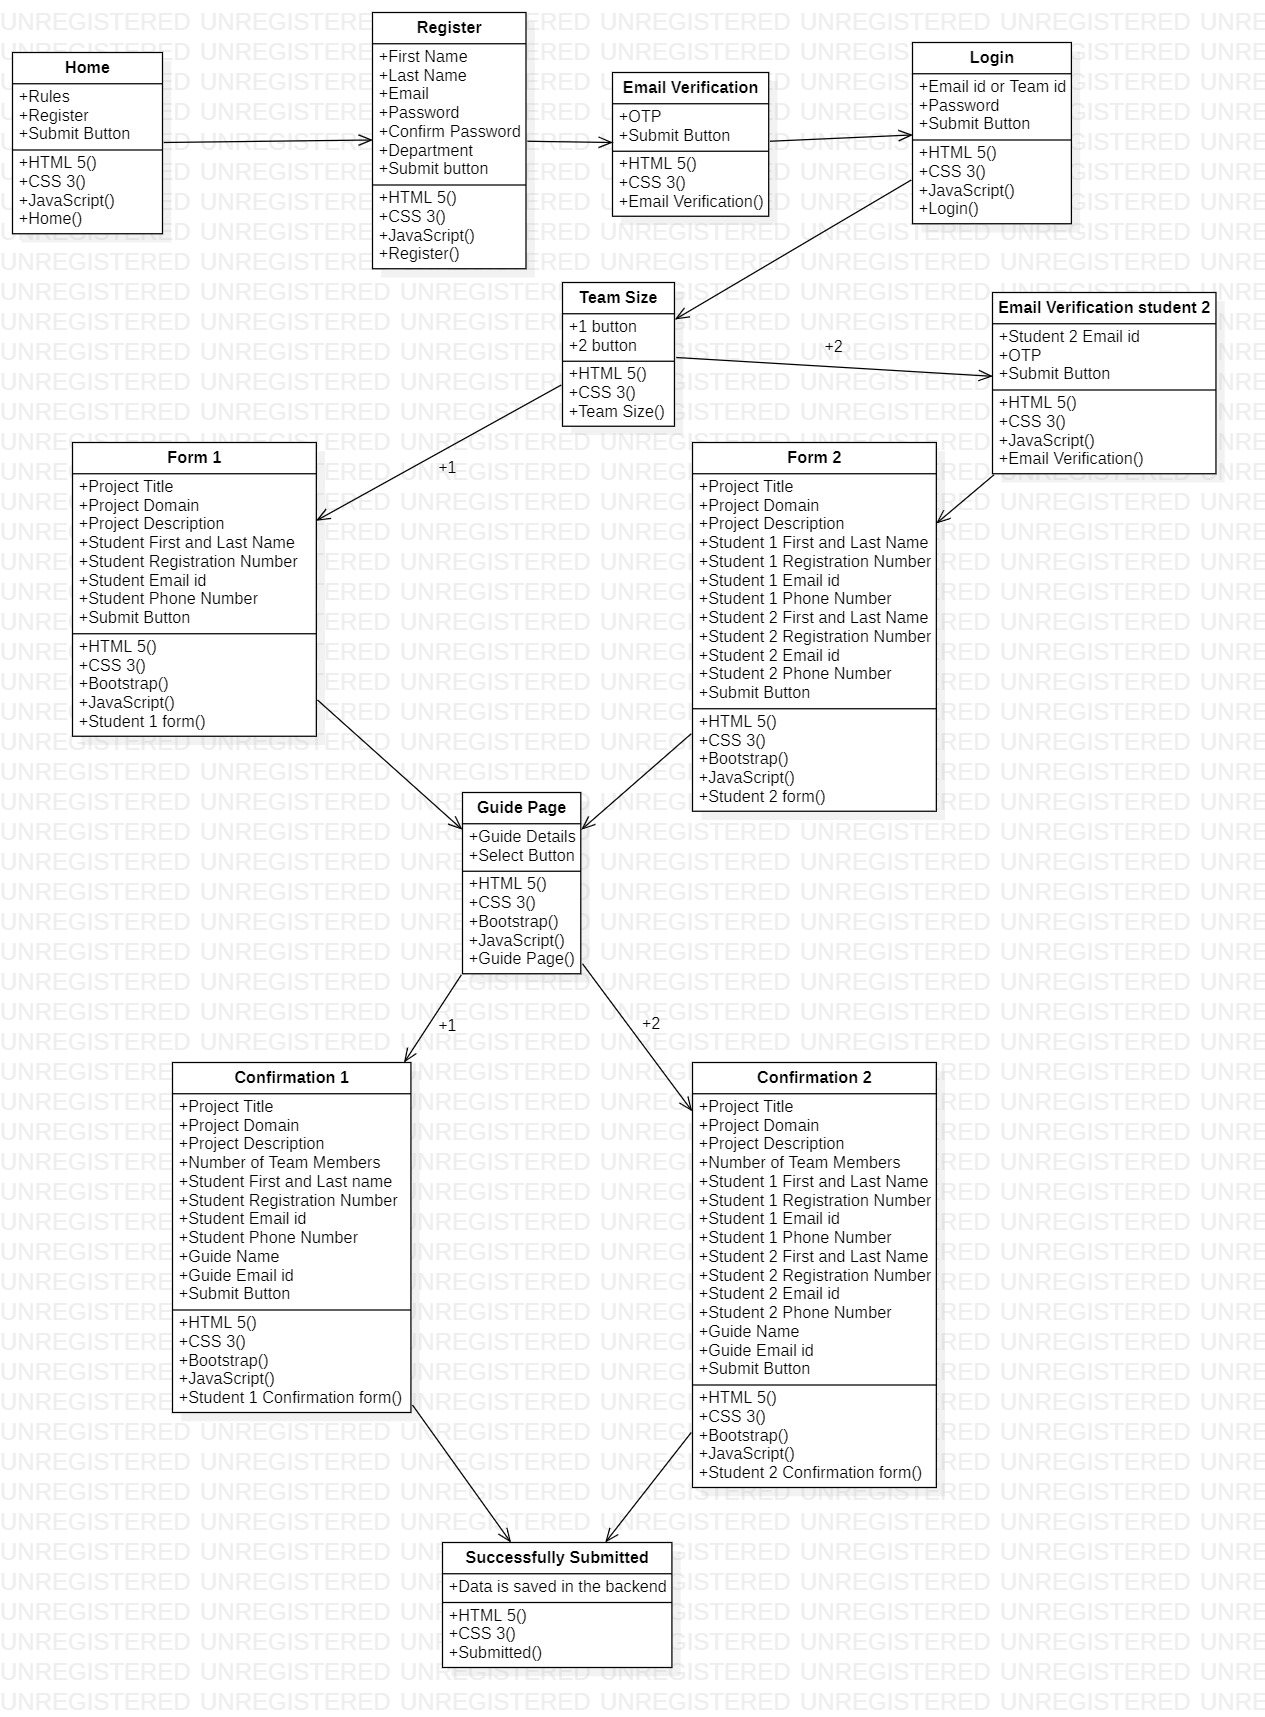 Home
+Rules
+Register
+Submit Button
+HTML 5()
+CSS 3()
+JavaScript()
+Home()
Register
+First Name
+Last Name
+Email
+Password
+Confirm Password
+Department
+Submit button
+HTML 5()
+CSS 3()
+JavaScript()
+Register()
Email Verification
+OTP
+Submit Button
+HTML 5()
+CSS 3()
+Email Verification()
Login
+Email id or Team id
+Password
+Submit Button
+HTML 5()
+CSS 3()
+JavaScript()
+Login()
Team Size
+1 button
+2 button
+HTML 5()
+CSS 3()
+Team Size()
+2
Email Verification student 2
+Student 2 Email id
+OTP
+Submit Button
+HTML 5()
+CSS 3()
+JavaScript()
+Email Verification()
+1
Form 1
+Project Title
+Project Domain
+Project Description
+Student First and Last Name
+Student Registration Number
+Student Email id
+Student Phone Number
+Submit Button
+HTML 5()
+CSS 3()
+Bootstrap()
+JavaScript()
+Student 1 form()
Form 2
+Project Title
+Project Domain
+Project Description
+Student 1 First and Last Name
+Student 1 Registration Number
+Student 1 Email id
+Student 1 Phone Number
+Student 2 First and Last Name
+Student 2 Registration Number
+Student 2 Email id
+Student 2 Phone Number
+Submit Button
+HTML 5()
+CSS 3()
+Bootstrap()
+JavaScript()
+Student 2 form()
Guide Page
+Guide Details
+Select Button
+HTML 5()
+CSS 3()
+Bootstrap()
+JavaScript()
+Guide Page()
+1
+2
Confirmation 1
+Project Title
+Project Domain
+Project Description
+Number of Team Members
+Student First and Last name
+Student Registration Number
+Student Email id
+Student Phone Number
+Guide Name
+Guide Email id
+Submit Button
+HTML 5()
+CSS 3()
+Bootstrap()
+JavaScript()
+Student 1 Confirmation form()
Confirmation 2
+Project Title
+Project Domain
+Project Description
+Number of Team Members
+Student 1 First and Last Name
+Student 1 Registration Number
+Student 1 Email id
+Student 1 Phone Number
+Student 2 First and Last Name
+Student 2 Registration Number
+Student 2 Email id
+Student 2 Phone Number
+Guide Name
+Guide Email id
+Submit Button
+HTML 5()
+CSS 3()
+Bootstrap()
+JavaScript()
+Student 2 Confirmation form()
Successfully Submitted
+Data is saved in the backend
+HTML 5()
+CSS 3()
+Submitted()
UNREGISTERED